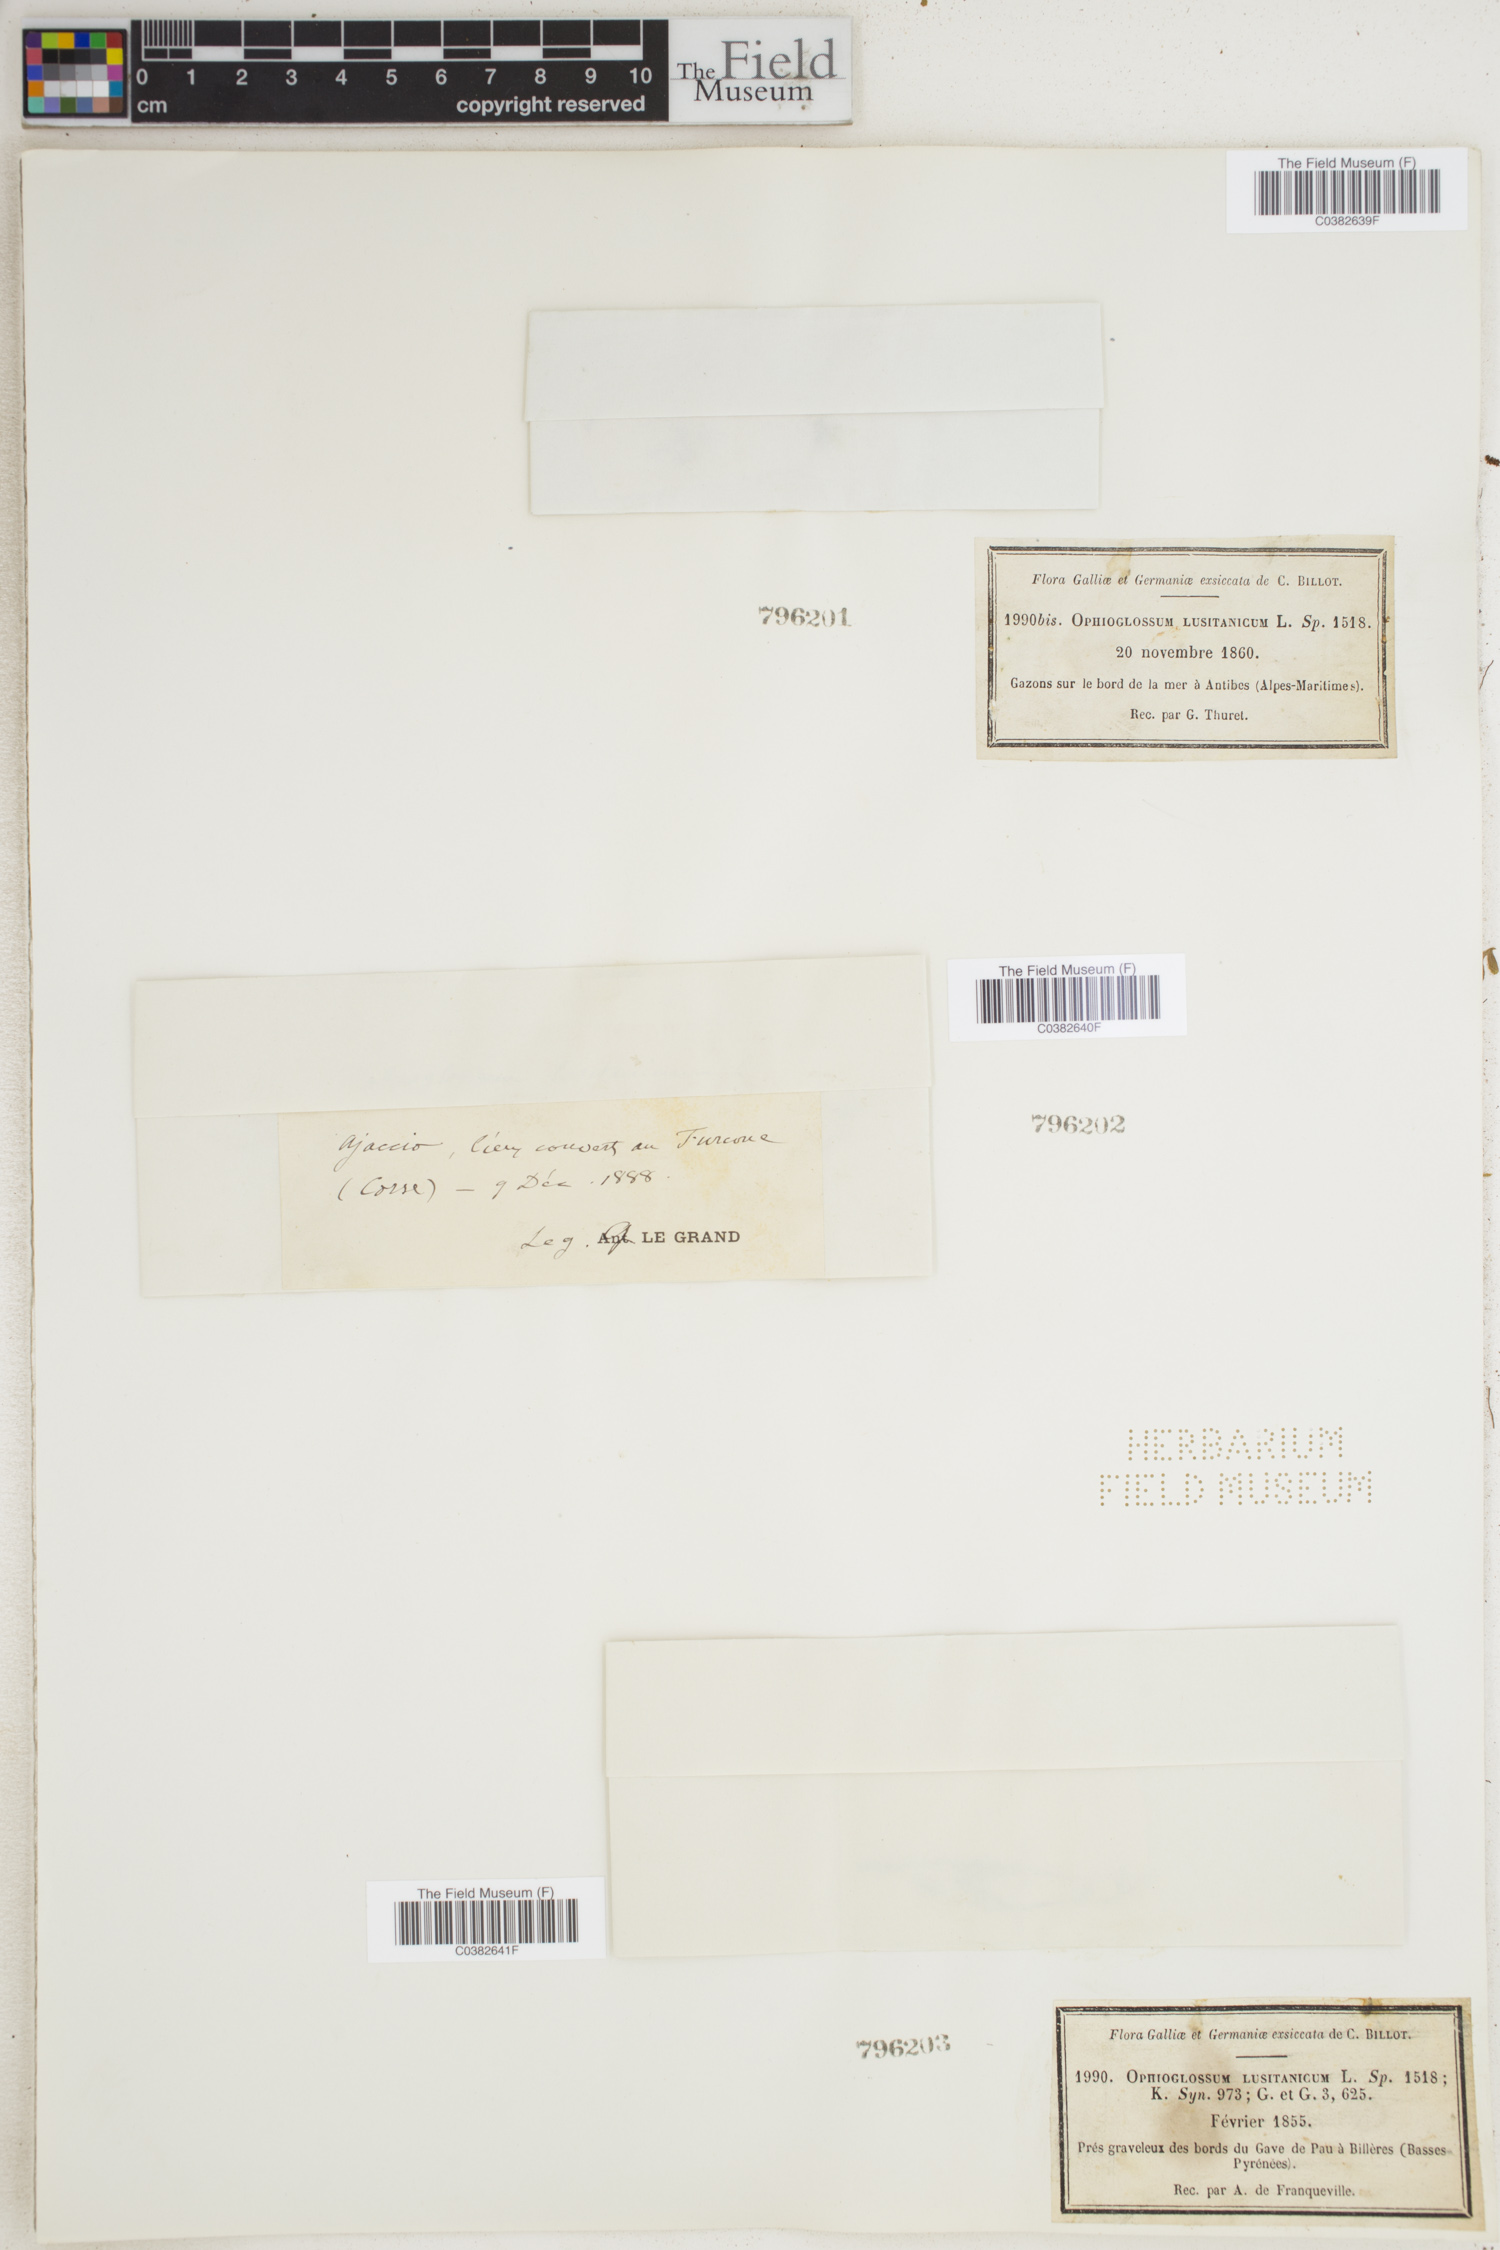 0 1 2 3 4 5 6 7 8 9 10
cm
copyright reserved
The Field
Museum
The Field Museum (F)
C0382639F
796201
Flora Galliæ et Germaniæ exsiccata de C. BILLOT.
1990bis. OPHIOGLOSSUM LUSITANICUM L. Sp. 1518.
20 novembre 1860.
Gazons sur le bord de la mer à Antibes (Alpes-Maritimes).
Rec. par G. Thuret.
The Field Museum (F)
C0382640F
796202
Ajaccio, lieux couverts au
(Corse) — 9 Déc. 1888.
Leg. LE GRAND
HERBARIUM
FIELD MUSEUM
The Field Museum (F)
C0382641F
796203
Flora Galliæ et Germaniæ exsiccata de C. BILLOT.
1990. OPHIOGLOSSUM LUSITANICUM L. Sp. 1518;
K. Syn. 973; G. et G. 3, 625.
Février 1855.
Prés graveleux des bords du Gave de Pau à Billères (Basses-
Pyrénées).
Rec. par A. de Franqueville.